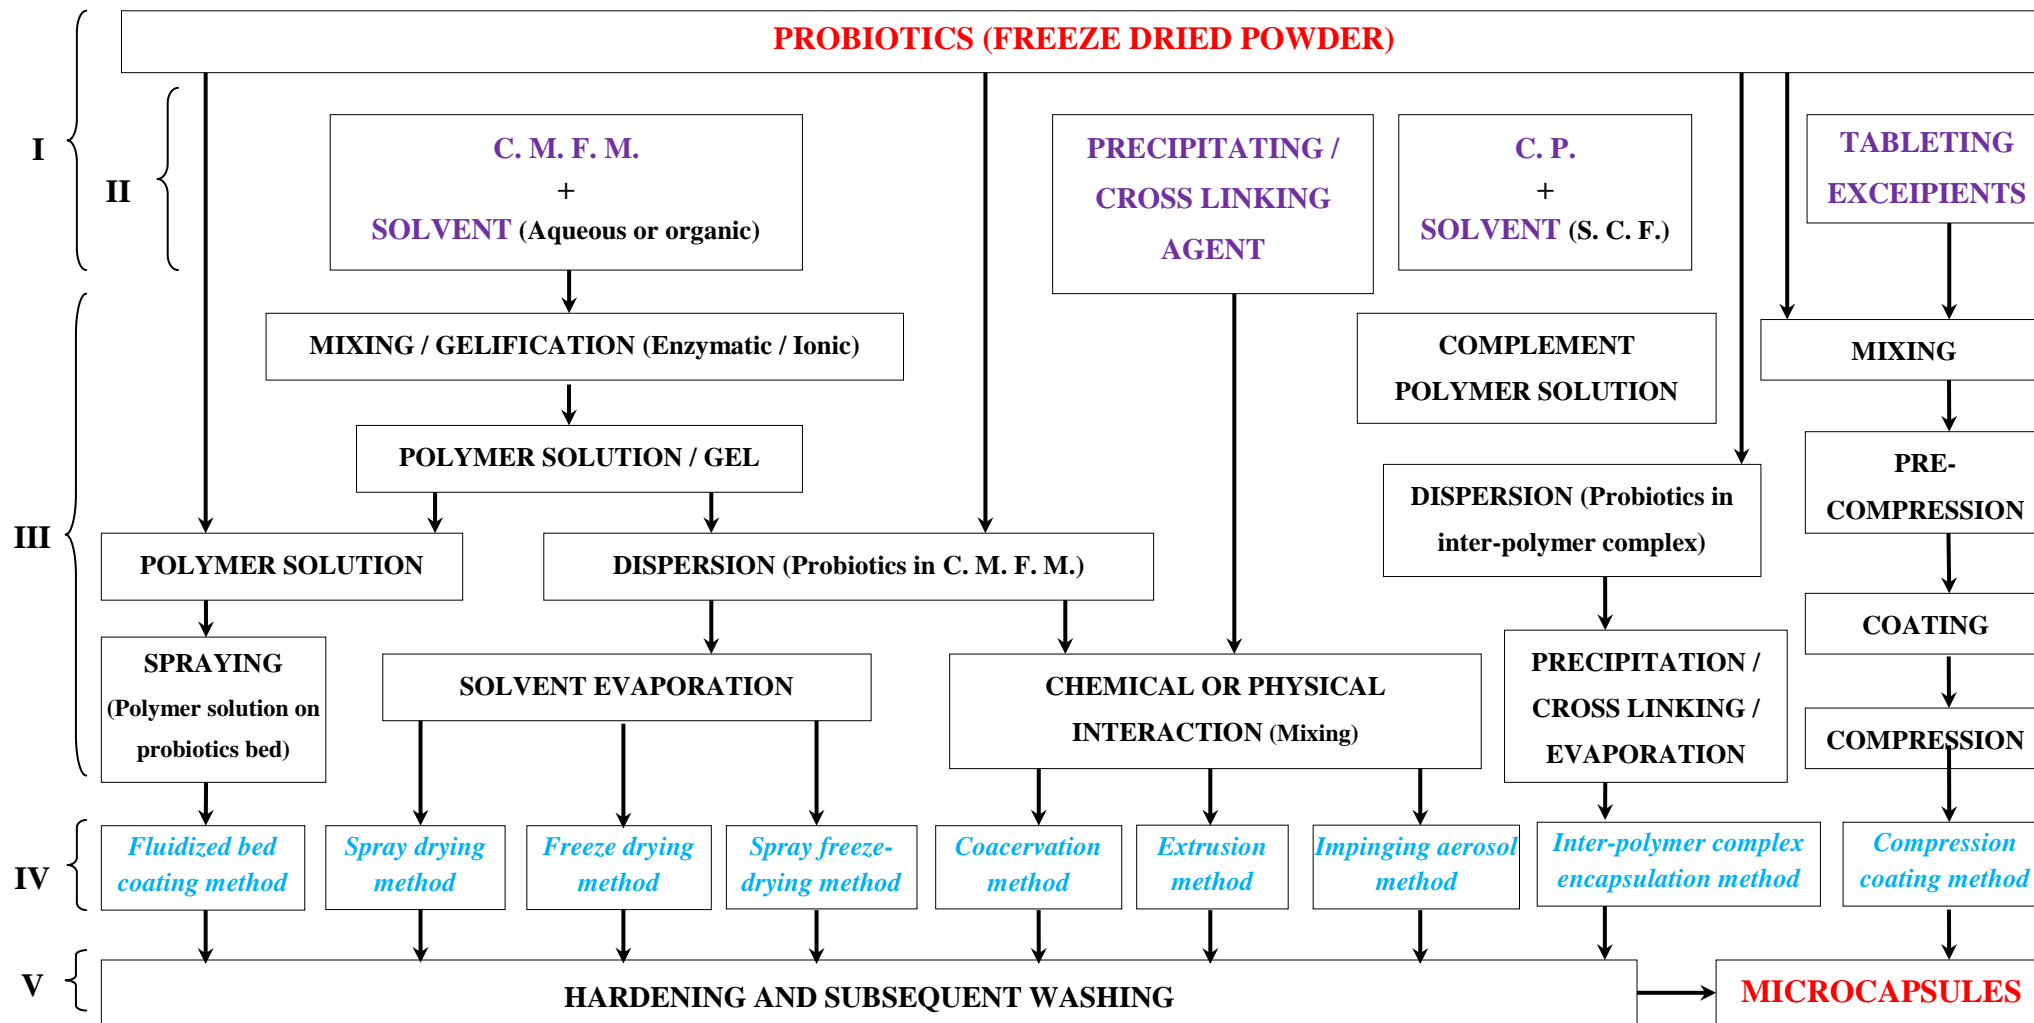 PROBIOTICS (FREEZE DRIED POWDER)
I
II
C. M. F. M.
+
SOLVENT (Aqueous or organic)
PRECIPITATING /
CROSS LINKING
AGENT
C. P.
+
SOLVENT (S. C. F.)
TABLETING
EXCEIPIENTS
III
MIXING / GELIFICATION (Enzymatic / Ionic)
COMPLEMENT
POLYMER SOLUTION
MIXING
POLYMER SOLUTION / GEL
DISPERSION (Probiotics in
inter-polymer complex)
PRE-
COMPRESSION
POLYMER SOLUTION
DISPERSION (Probiotics in C. M. F. M.)
COATING
SPRAYING
(Polymer solution on
probiotics bed)
SOLVENT EVAPORATION
CHEMICAL OR PHYSICAL
INTERACTION (Mixing)
PRECIPITATION /
CROSS LINKING /
EVAPORATION
COMPRESSION
IV
Fluidized bed
coating method
Spray drying
method
Freeze drying
method
Spray freeze-
drying method
Coacervation
method
Extrusion
method
Impinging aerosol
method
Inter-polymer complex
encapsulation method
Compression
coating method
V
HARDENING AND SUBSEQUENT WASHING
MICROCAPSULES